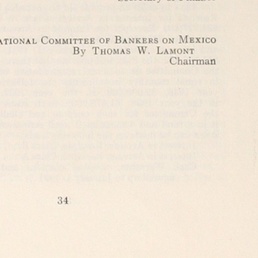 ATIONAL COMMITTEE OF BANKERS ON MEXICO
By THOMAS W. LAMONT
Chairman
34